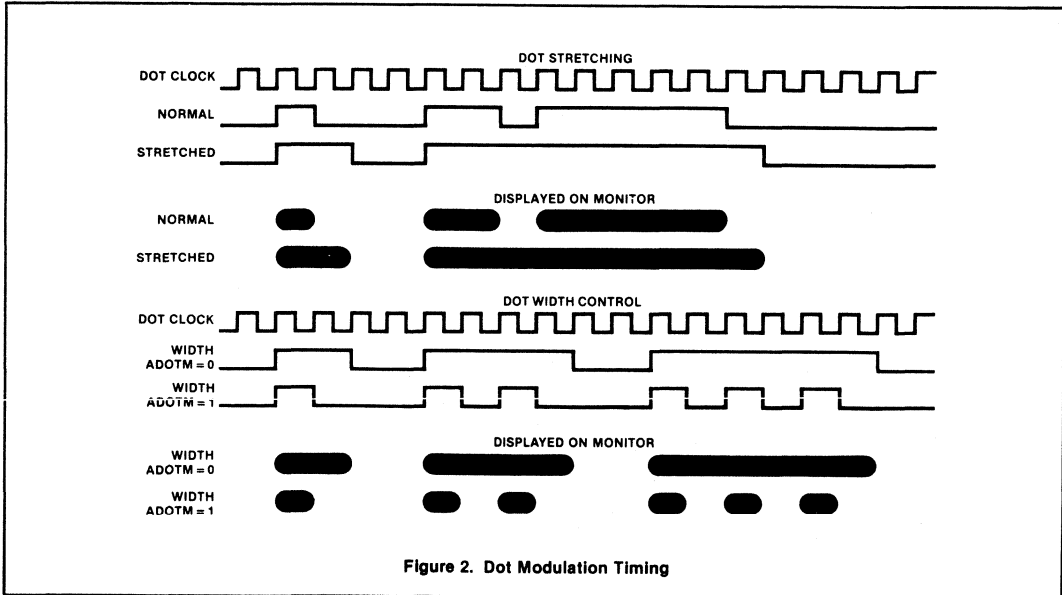 DOT STRETCHING
DOT CLOCK
NORMAL
STRETCHED
DISPLAYED ON MONITOR
NORMAL
STRETCHED
DOT WIDTH CONTROL
DOT CLOCK
WIDTH
ADOTM = 0
WIDTH
ADOTM = 1
DISPLAYED ON MONITOR
WIDTH
ADOTM = 0
WIDTH
ADOTM = 1
Figure 2. Dot Modulation Timing